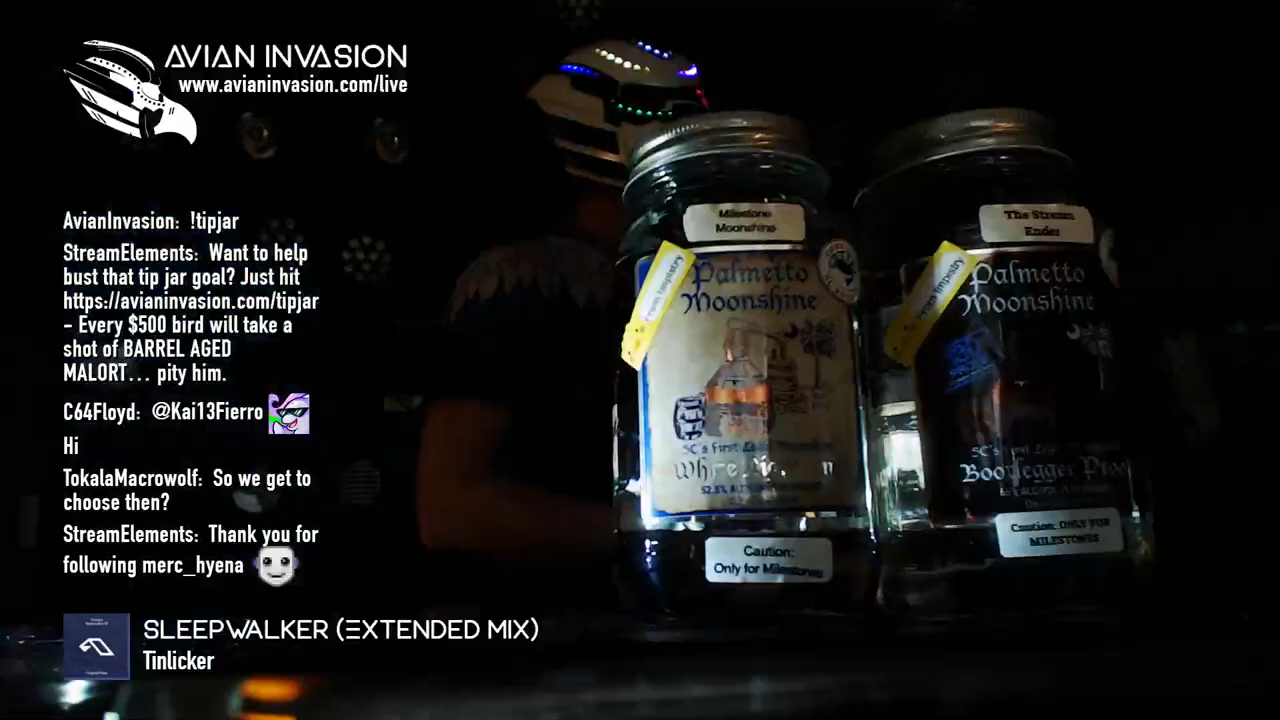 AVIAN INVASION
www.avianinvasion.com/live
AvianInvasion: !tipjar
StreamElements: Want to help
bust that tip jar goal? Just hit
https://avianinvasion.com/tipjar
- Every $500 bird will take a
shot of BARREL AGED
MALORT... pity him.
C64Floyd: @Kai13Fierro
Hi
TokalaMacrowolf: So we get to
choose then?
StreamElements: Thank you for
following merc_hyena
SLEEPWALKER (EXTENDED MIX)
Tinlicker
Milestone
Moonshine
Palmetto
Moonshine
SC's First
Caution:
Only for Milestones
The Stream
Ender
Palmetto
Moonshine
Bootlegger
Caution: ONLY FOR
MILESTONES